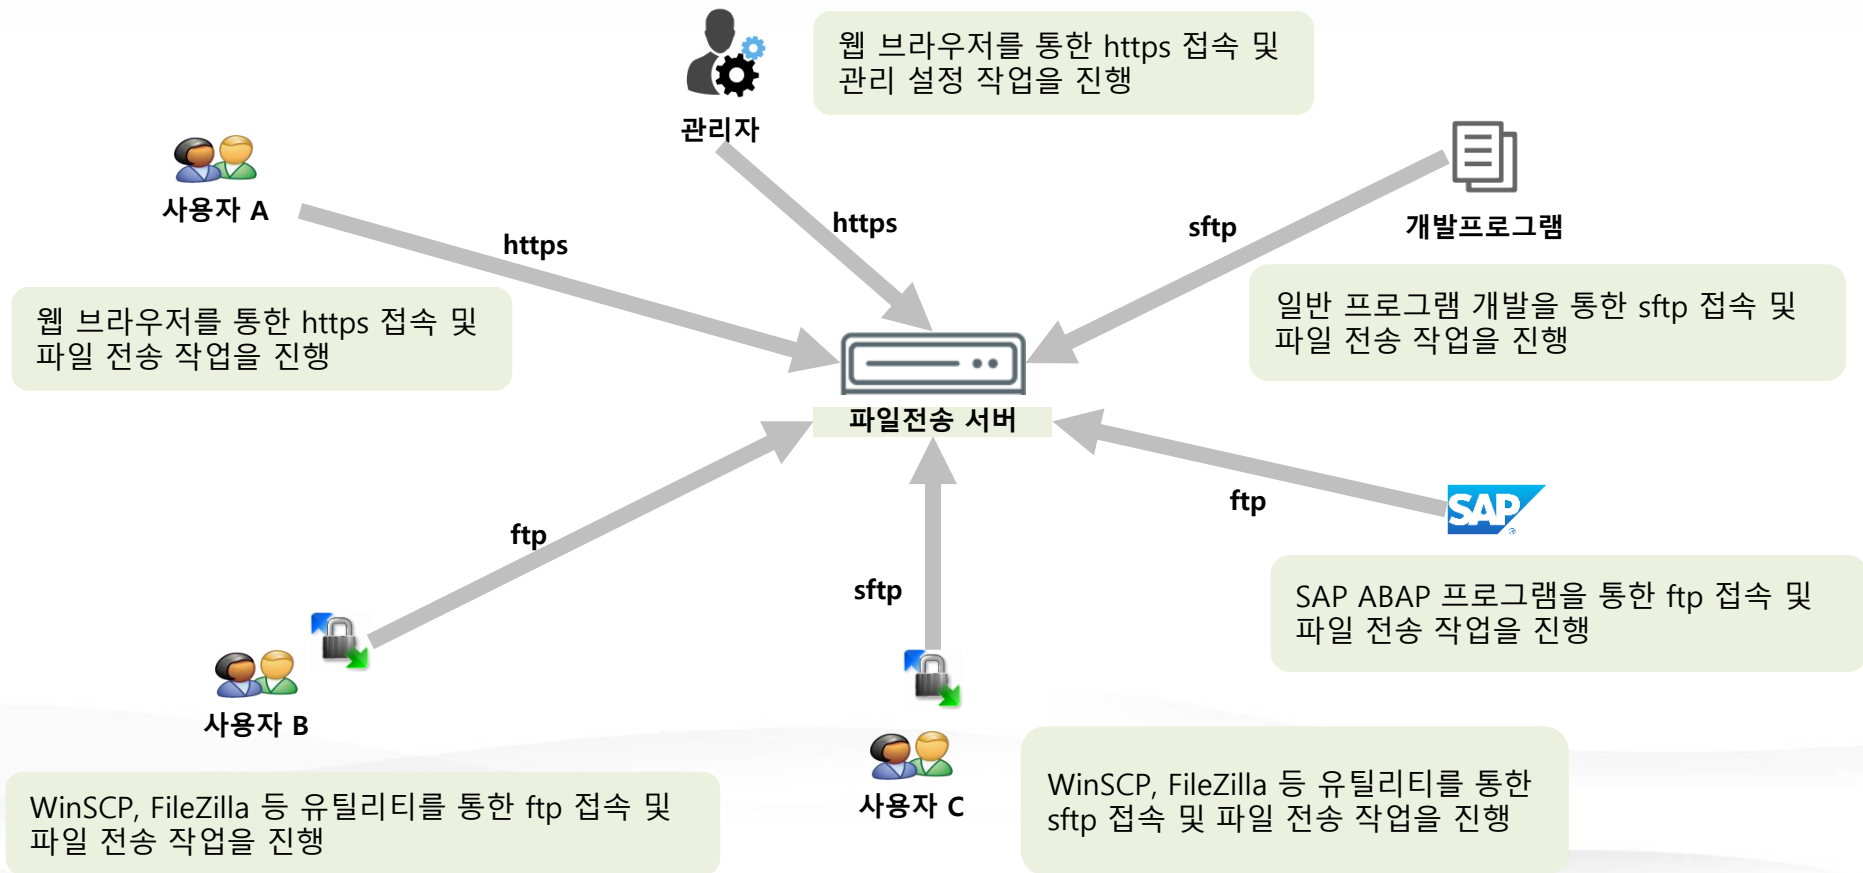 웹 브라우저를 통한 https 접속 및
관리 설정 작업을 진행
관리자
사용자 A
https
https
sftp
개발프로그램
웹 브라우저를 통한 https 접속 및
파일 전송 작업을 진행
일반 프로그램 개발을 통한 sftp 접속 및
파일 전송 작업을 진행
파일전송 서버
ftp
sftp
ftp
SAP
SAP ABAP 프로그램을 통한 ftp 접속 및
파일 전송 작업을 진행
사용자 B
사용자 C
WinSCP, FileZilla 등 유틸리티를 통한 ftp 접속 및
파일 전송 작업을 진행
WinSCP, FileZilla 등 유틸리티를 통한
sftp 접속 및 파일 전송 작업을 진행